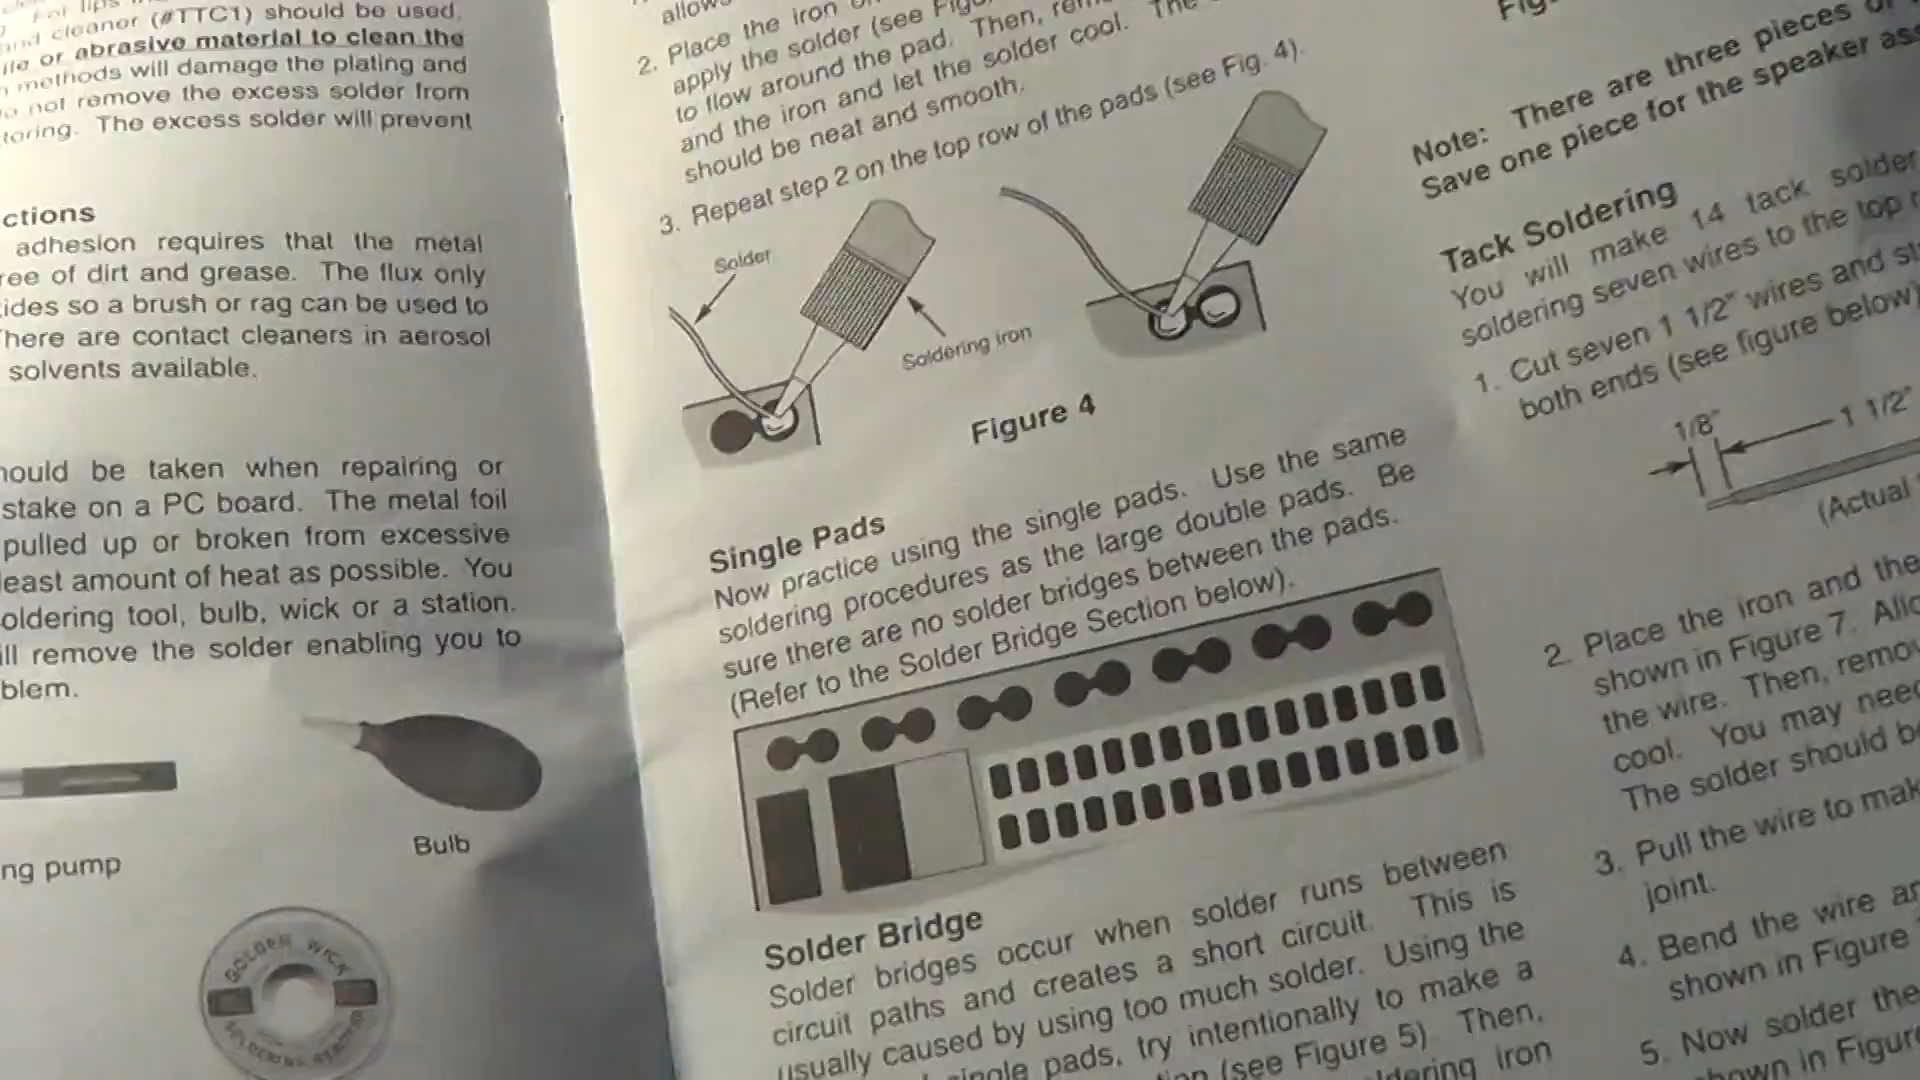 For tips
and cleaner (#TTC1) should be used.
file or abrasive material to clean the
methods will damage the plating and
not remove the excess solder from
The excess solder will prevent
ctions
adhesion requires that the metal
ree of dirt and grease. The flux only
ides so a brush or rag can be used to
here are contact cleaners in aerosol
solvents available.
hould be taken when repairing or
stake on a PC board. The metal foil
pulled up or broken from excessive
least amount of heat as possible. You
oldering tool, bulb, wick or a station.
ill remove the solder enabling you to
blem.
ng pump
Bulb
SOLDER WICK
allows
2. Place the iron
apply the solder (see
to flow around the pad. Then,
and the iron and let the solder cool. The
should be neat and smooth.
3. Repeat step 2 on the top row of the pads (see Fig. 4).
Solder
Soldering iron
Figure 4
Single Pads
Now practice using the single pads. Use the same
soldering procedures as the large double pads. Be
sure there are no solder bridges between the pads.
(Refer to the Solder Bridge Section below).
Solder Bridge
Solder bridges occur when solder runs between
circuit paths and creates a short circuit. This is
usually caused by using too much solder. Using the
single pads, try intentionally to make a
(see Figure 5). Then,
iron
Note: There are three pieces
Save one piece for the speaker
Tack Soldering
You will make 14 tack solder
soldering seven wires to the top
1. Cut seven 1 1/2" wires and
both ends (see figure below)
1/8"
1 1/2"
(Actual
2. Place the iron and the
shown in Figure 7.
the wire. Then,
cool. You may need
The solder should
3. Pull the wire to
joint.
4. Bend the wire
shown in Figure
5. Now solder the
shown in